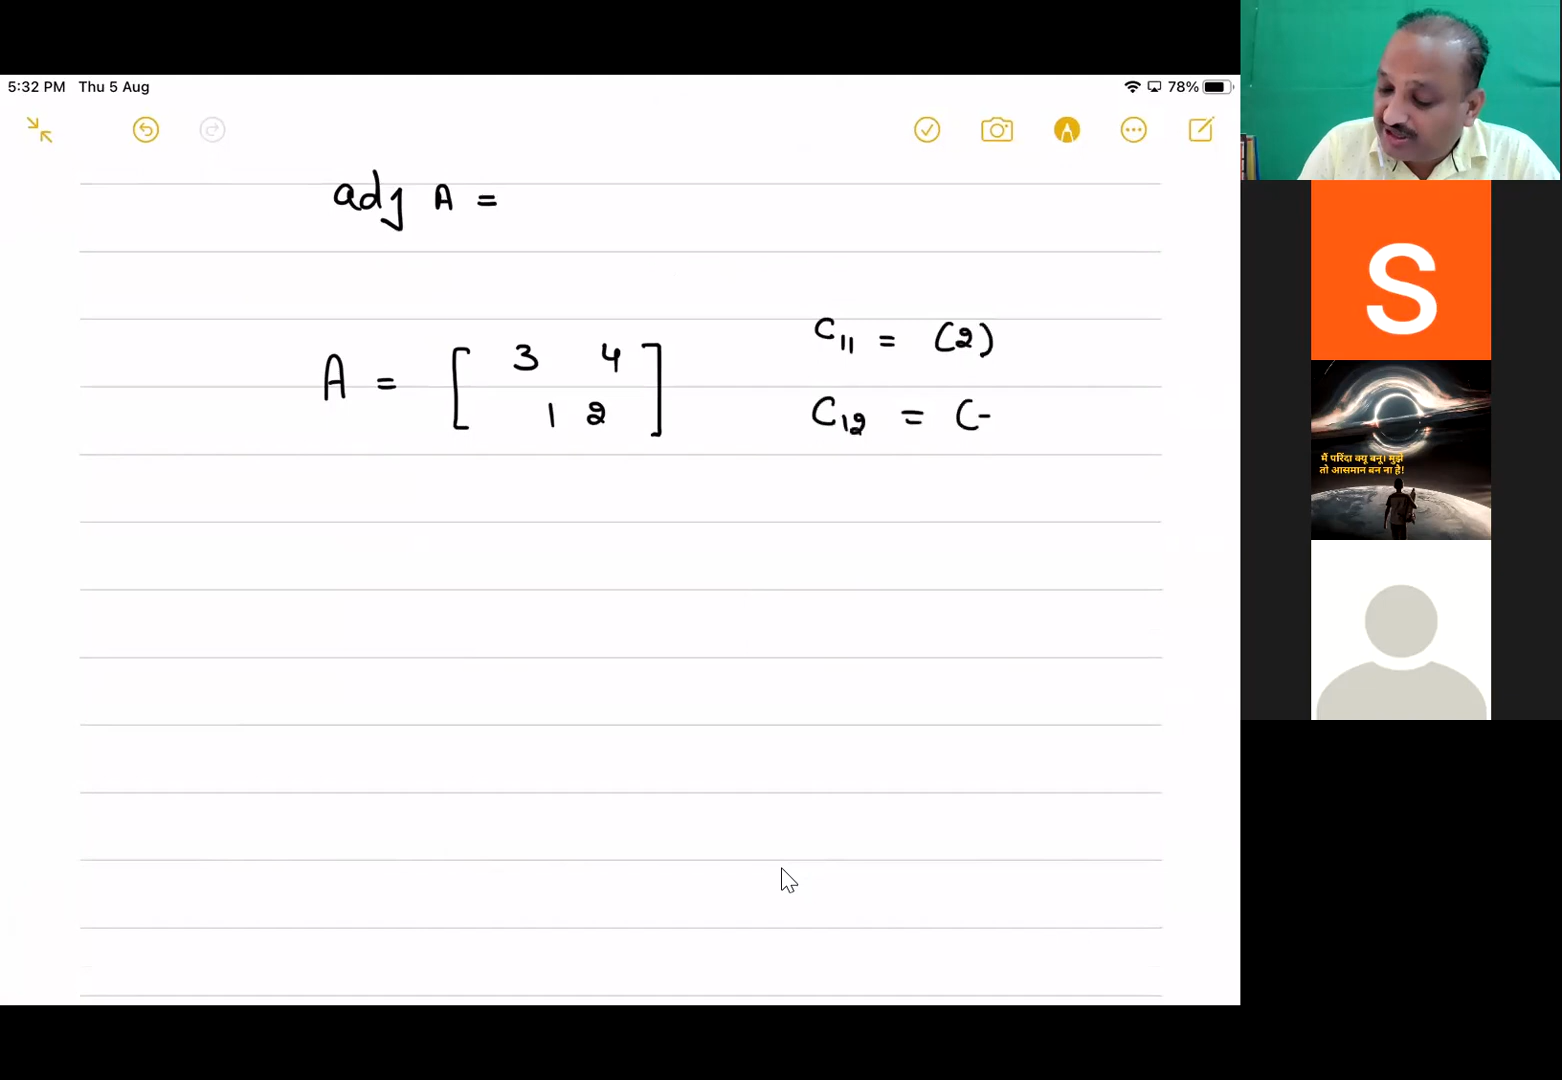 5:32 PM Thu 5 Aug
78%
adj A =
A = [ 3 4
1 2 ]
C₁₁ = (2)
C₁₂ = (-
S
मैं परिंदा क्यू बनू। मुझे
तो आसमान बन ना है!